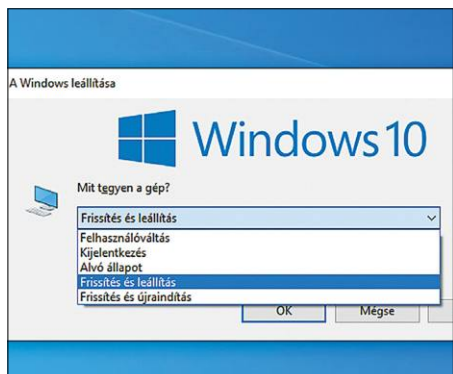 A Windows leállítása
Windows 10
Mit tegyen a gép?
Frissítés és leállítás
Felhasználóváltás
Kijelentkezés
Alvó állapot
Frissítés és leállítás
Frissítés és újraindítás
OK Mégse